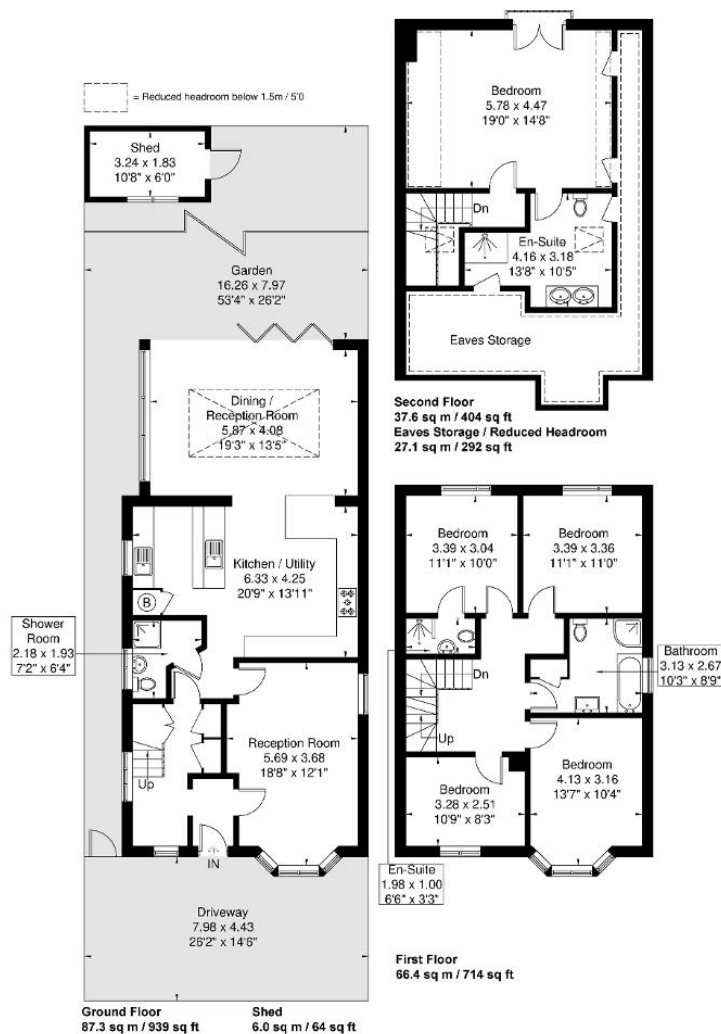 = Reduced headroom below 1.5m / 5'0
Shed
3.24 x 1.83
10'8" x 6'0"
Garden
16.26 x 7.97
53'4" x 26'2"
Dining /
Reception Room
5.87 x 4.08
19'3" x 13'5"
Kitchen / Utility
6.33 x 4.25
20'9" x 13'11"
B
Shower
Room
2.18 x 1.93
7'2" x 6'4"
Reception Room
5.69 x 3.68
18'8" x 12'1"
Up
IN
Driveway
7.98 x 4.43
26'2" x 14'6"
Ground Floor
87.3 sq m / 939 sq ft
Shed
6.0 sq m / 64 sq ft
Bedroom
5.78 x 4.47
19'0" x 14'8"
Dn
En-Suite
4.16 x 3.18
13'8" x 10'5"
Eaves Storage
Second Floor
37.6 sq m / 404 sq ft
Eaves Storage / Reduced Headroom
27.1 sq m / 292 sq ft
Bedroom
3.39 x 3.04
11'1" x 10'0"
Bedroom
3.39 x 3.36
11'1" x 11'0"
Bathroom
3.13 x 2.67
10'3" x 8'9"
Dn
Up
Bedroom
3.28 x 2.51
10'9" x 8'3"
Bedroom
4.13 x 3.16
13'7" x 10'4"
En-Suite
1.98 x 1.00
6'6" x 3'3"
First Floor
66.4 sq m / 714 sq ft